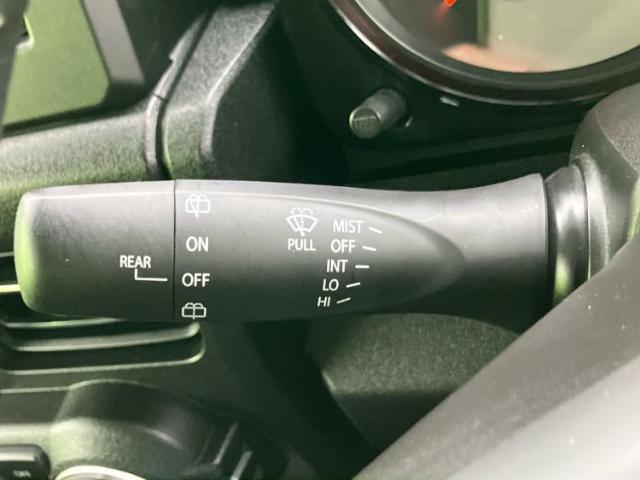 REAR
ON
OFF
PULL
MIST
OFF
INT
LO
HI